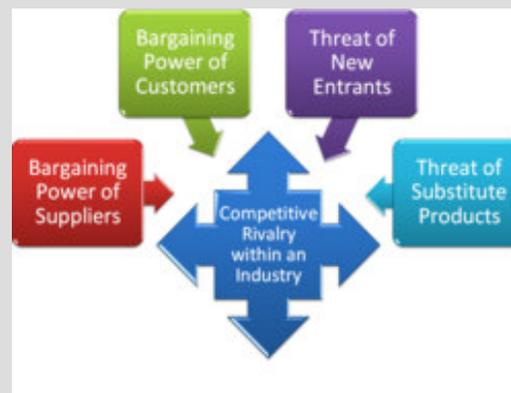 Bargaining
Power of
Customers
Threat of
New
Entrants
Bargaining
Power of
Suppliers
Competitive
Rivalry
within an
Industry
Threat of
Substitute
Products